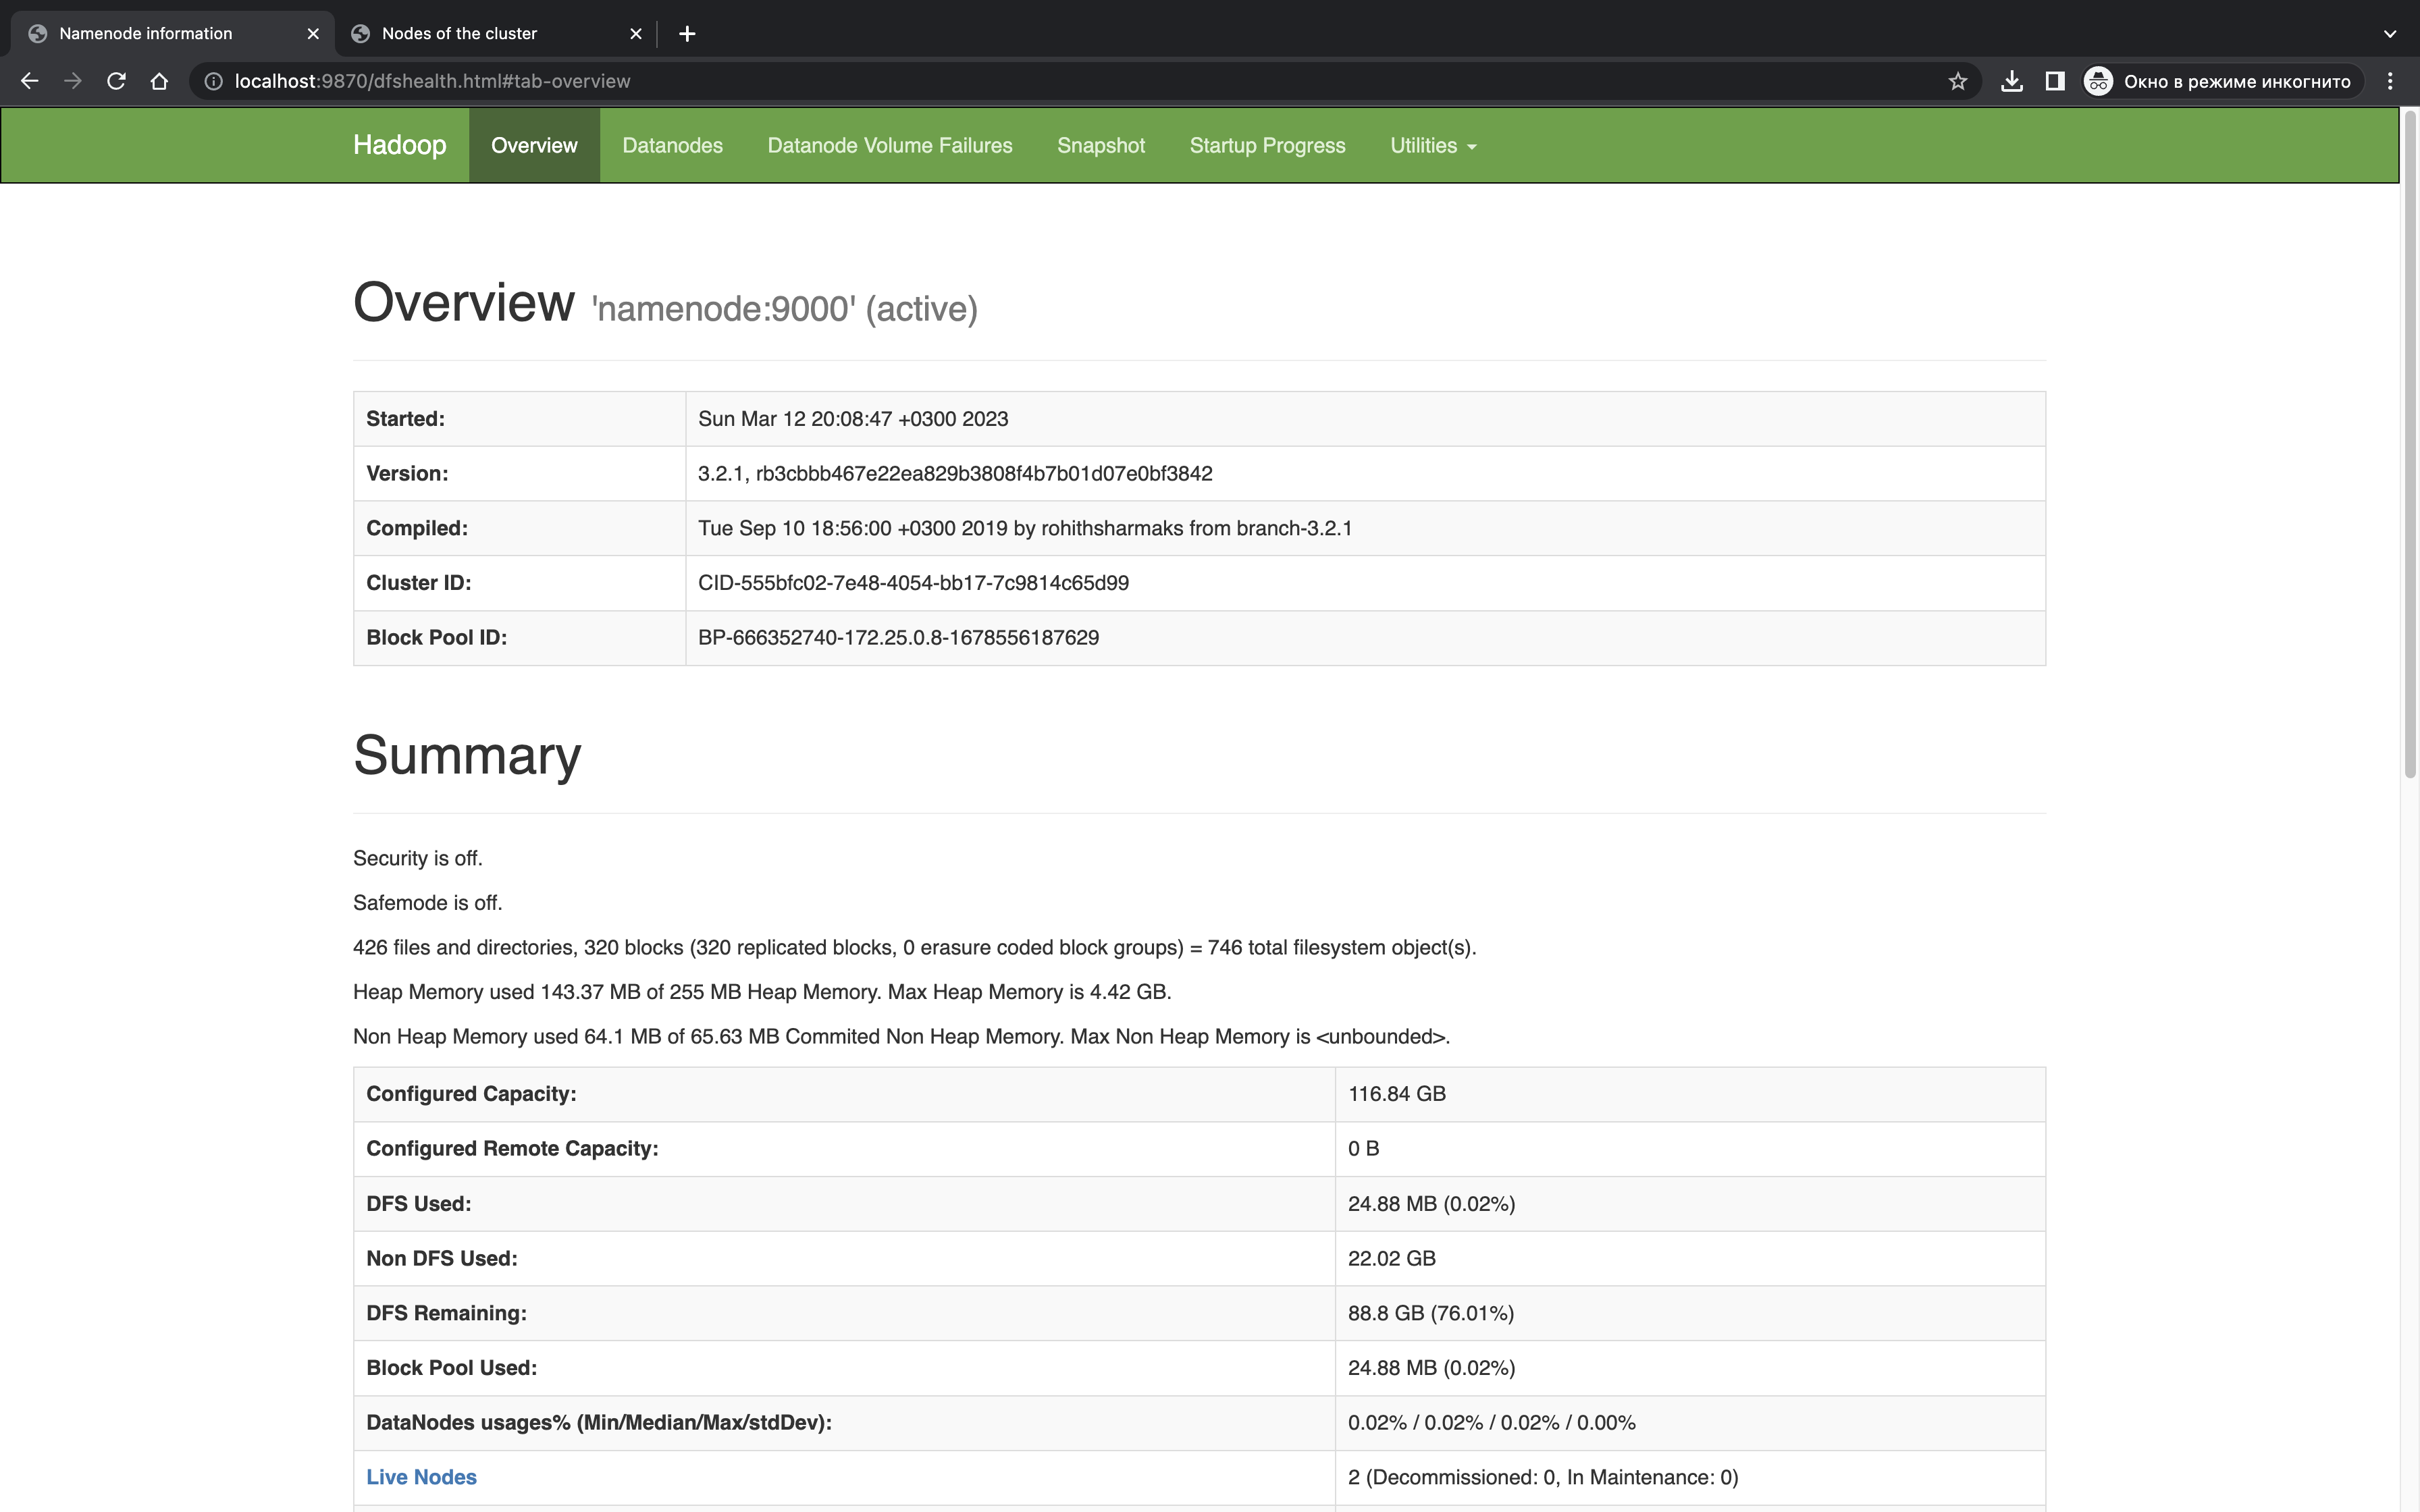 Namenode information
Nodes of the cluster
localhost:9870/dfshealth.html#tab-overview
Окно в режиме инкогнито
Hadoop Overview Datanodes Datanode Volume Failures Snapshot Startup Progress Utilities
Overview 'namenode:9000' (active)
Started: Sun Mar 12 20:08:47 +0300 2023
Version: 3.2.1, rb3cbbb467e22ea829b3808f4b7b01d07e0bf3842
Compiled: Tue Sep 10 18:56:00 +0300 2019 by rohithsharmaks from branch-3.2.1
Cluster ID: CID-555bfc02-7e48-4054-bb17-7c9814c65d99
Block Pool ID: BP-666352740-172.25.0.8-1678556187629
Summary
Security is off.
Safemode is off.
426 files and directories, 320 blocks (320 replicated blocks, 0 erasure coded block groups) = 746 total filesystem object(s).
Heap Memory used 143.37 MB of 255 MB Heap Memory. Max Heap Memory is 4.42 GB.
Non Heap Memory used 64.1 MB of 65.63 MB Commited Non Heap Memory. Max Non Heap Memory is <unbounded>.
Configured Capacity: 116.84 GB
Configured Remote Capacity: 0 B
DFS Used: 24.88 MB (0.02%)
Non DFS Used: 22.02 GB
DFS Remaining: 88.8 GB (76.01%)
Block Pool Used: 24.88 MB (0.02%)
DataNodes usages% (Min/Median/Max/stdDev): 0.02% / 0.02% / 0.02% / 0.00%
Live Nodes 2 (Decommissioned: 0, In Maintenance: 0)